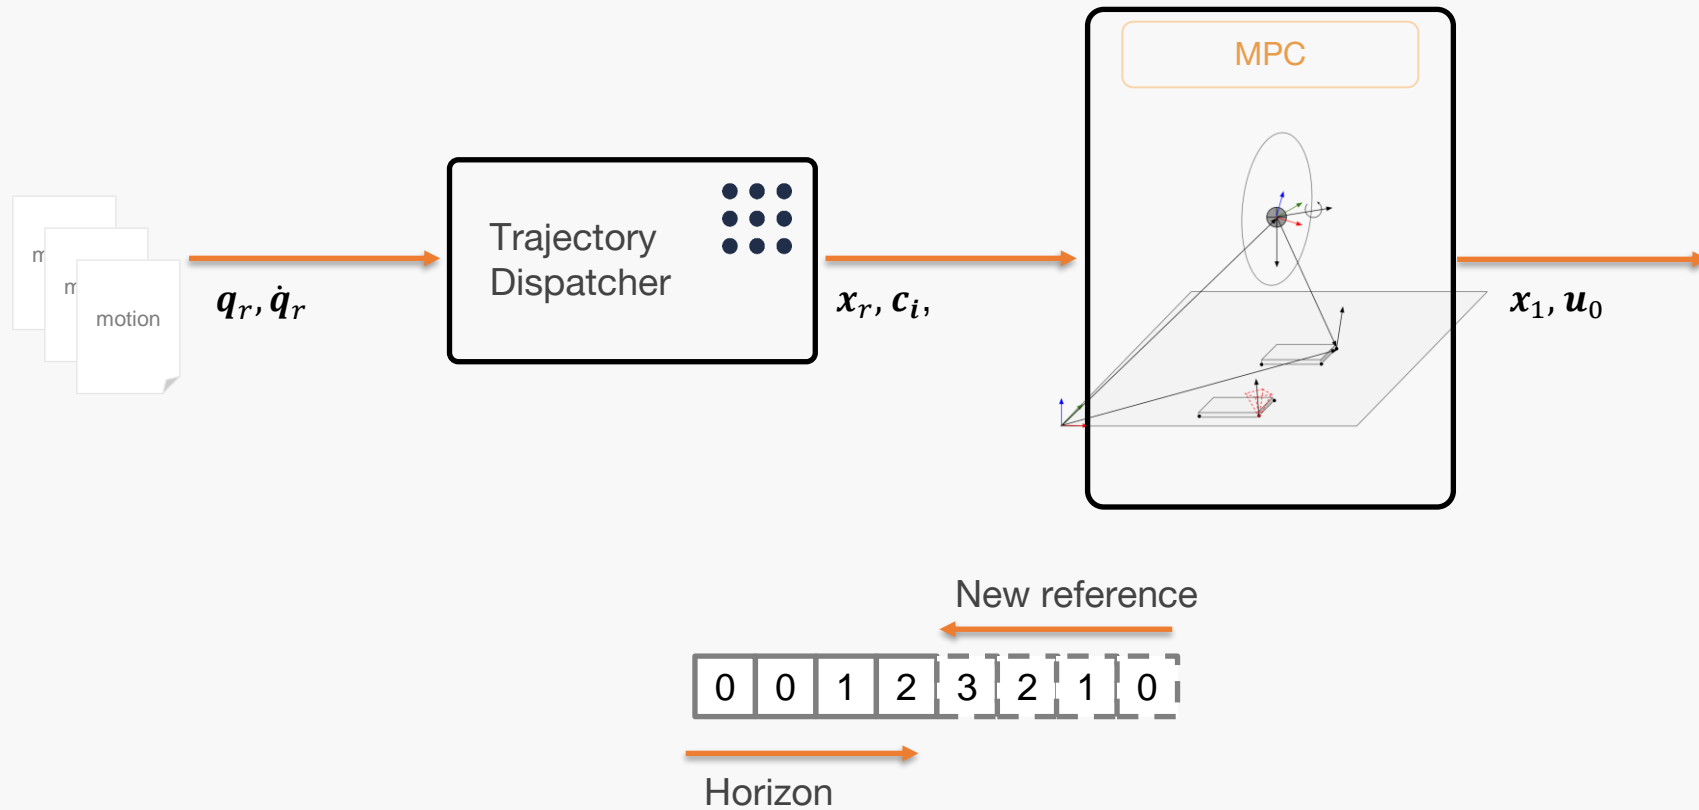 MPC
m
m
motion
Trajectory
Dispatcher
q_r, q̇_r
x_r, c_i,
x_1, u_0
New reference
0 0 1 2 3 2 1 0
Horizon